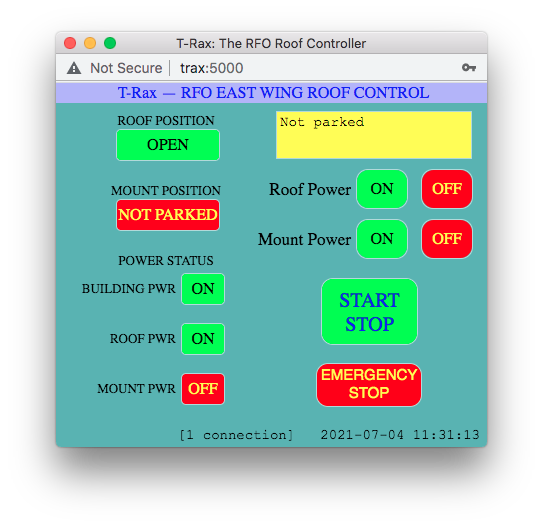 T-Rax: The RFO Roof Controller
Not Secure | trax:5000
T-Rax — RFO EAST WING ROOF CONTROL
ROOF POSITION
OPEN
MOUNT POSITION
NOT PARKED
POWER STATUS
BUILDING PWR ON
ROOF PWR ON
MOUNT PWR OFF
Not parked
Roof Power ON OFF
Mount Power ON OFF
START
STOP
EMERGENCY
STOP
[1 connection] 2021-07-04 11:31:13